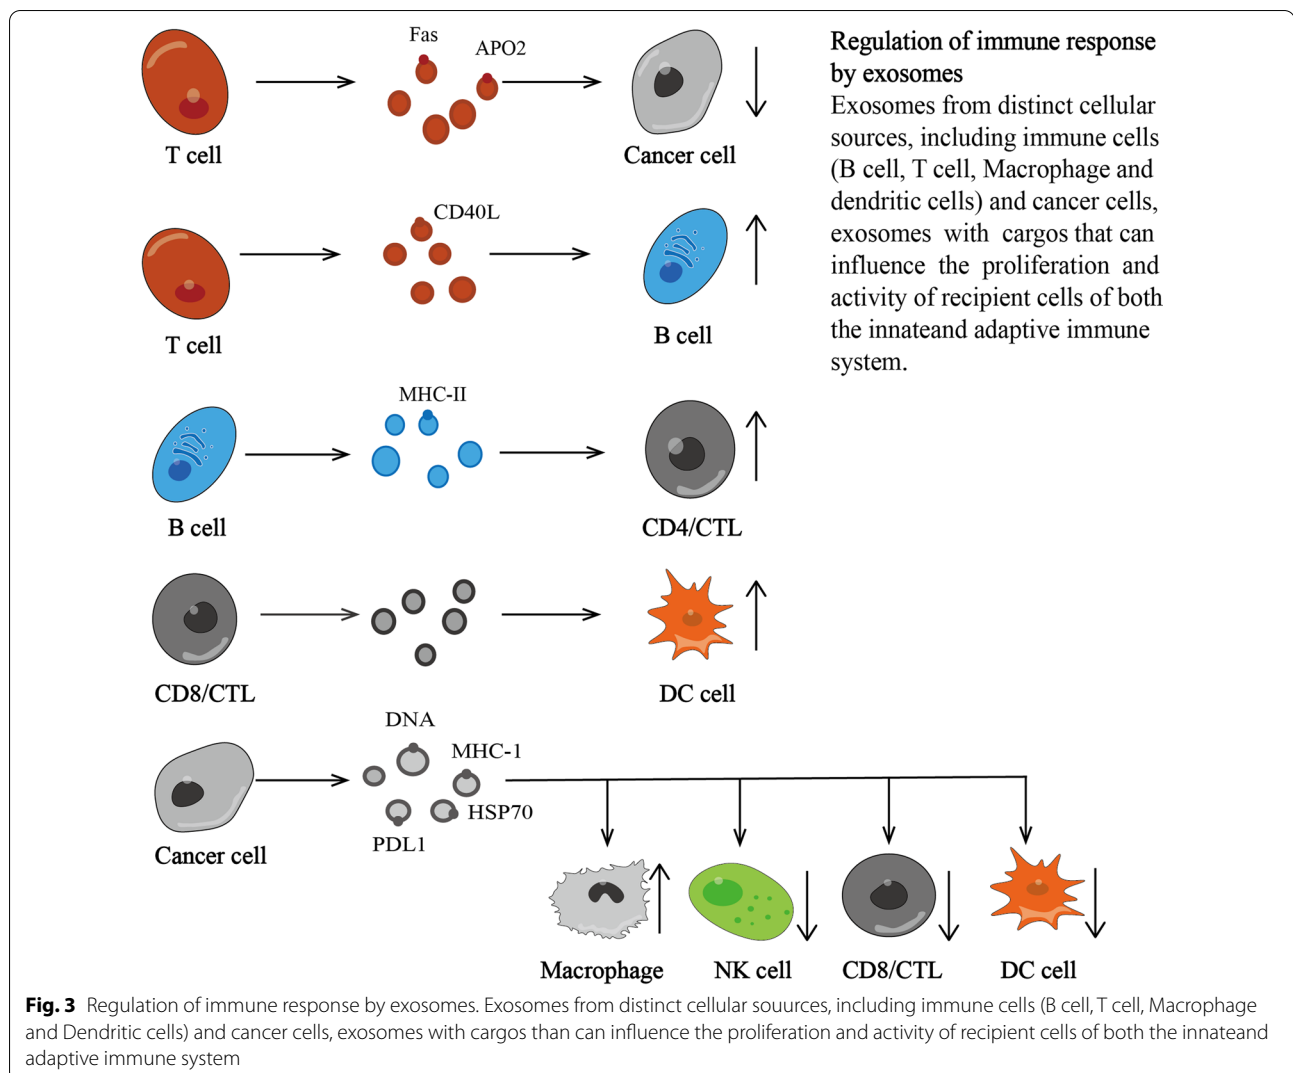 Fas
APO2
T cell
Cancer cell
Regulation of immune response
by exosomes
Exosomes from distinct cellular
sources, including immune cells
(B cell, T cell, Macrophage and
dendritic cells) and cancer cells,
exosomes with cargos that can
influence the proliferation and
activity of recipient cells of both
the innateand adaptive immune
system.
CD40L
T cell
B cell
MHC-II
B cell
CD4/CTL
CD8/CTL
DC cell
DNA
MHC-1
HSP70
PDL1
Cancer cell
Macrophage
NK cell
CD8/CTL
DC cell
Fig. 3 Regulation of immune response by exosomes. Exosomes from distinct cellular souurces, including immune cells (B cell, T cell, Macrophage
and Dendritic cells) and cancer cells, exosomes with cargos than can influence the proliferation and activity of recipient cells of both the innateand
adaptive immune system